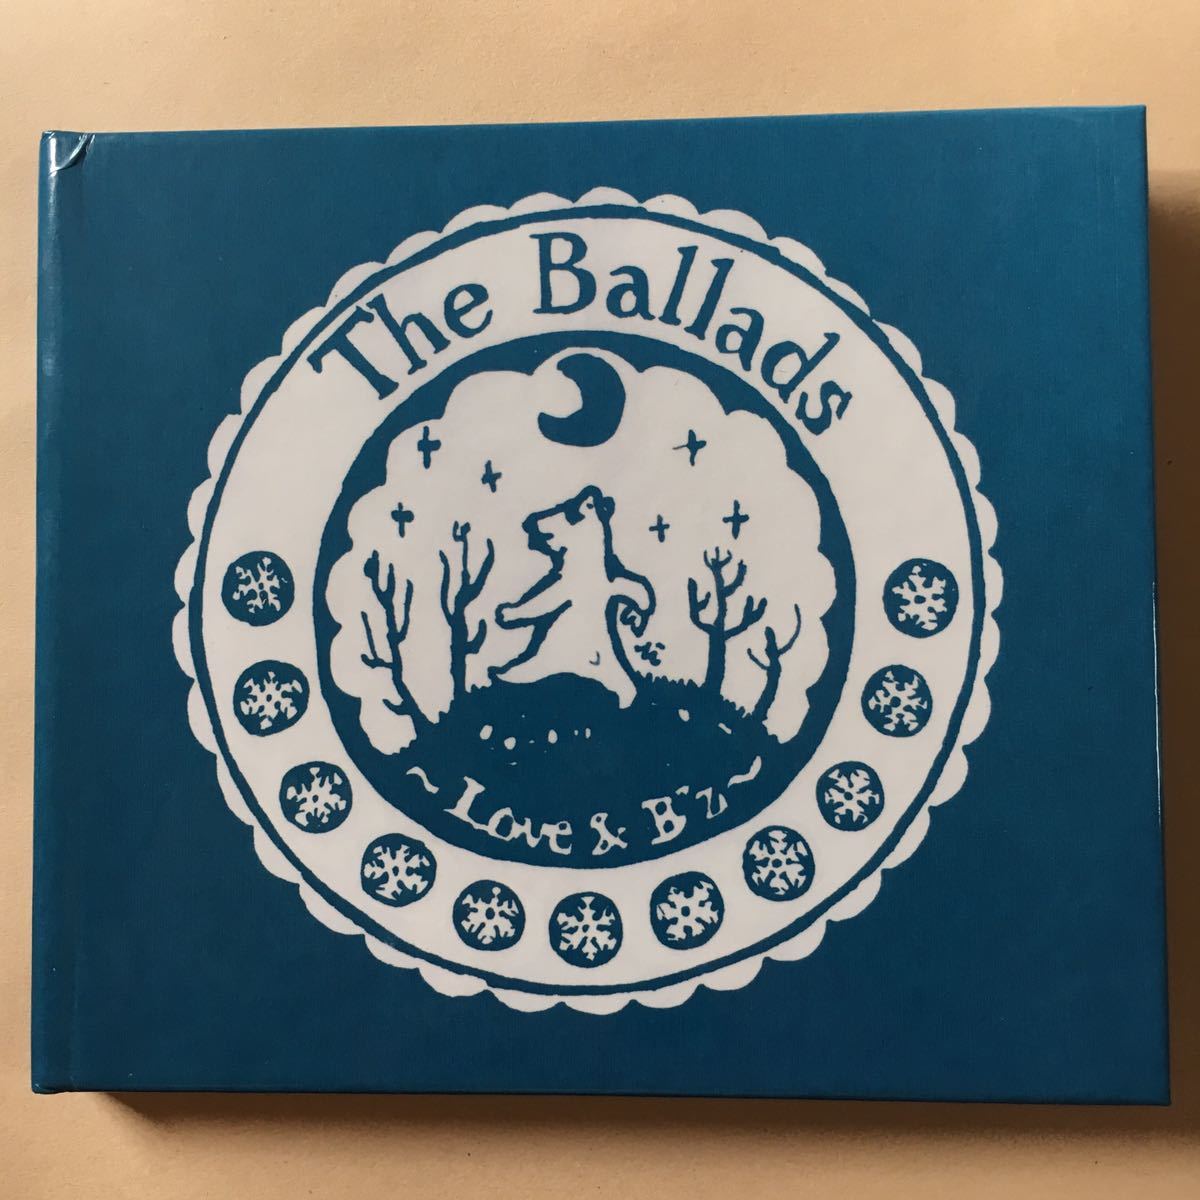 The Ballads
~Love & B'z~